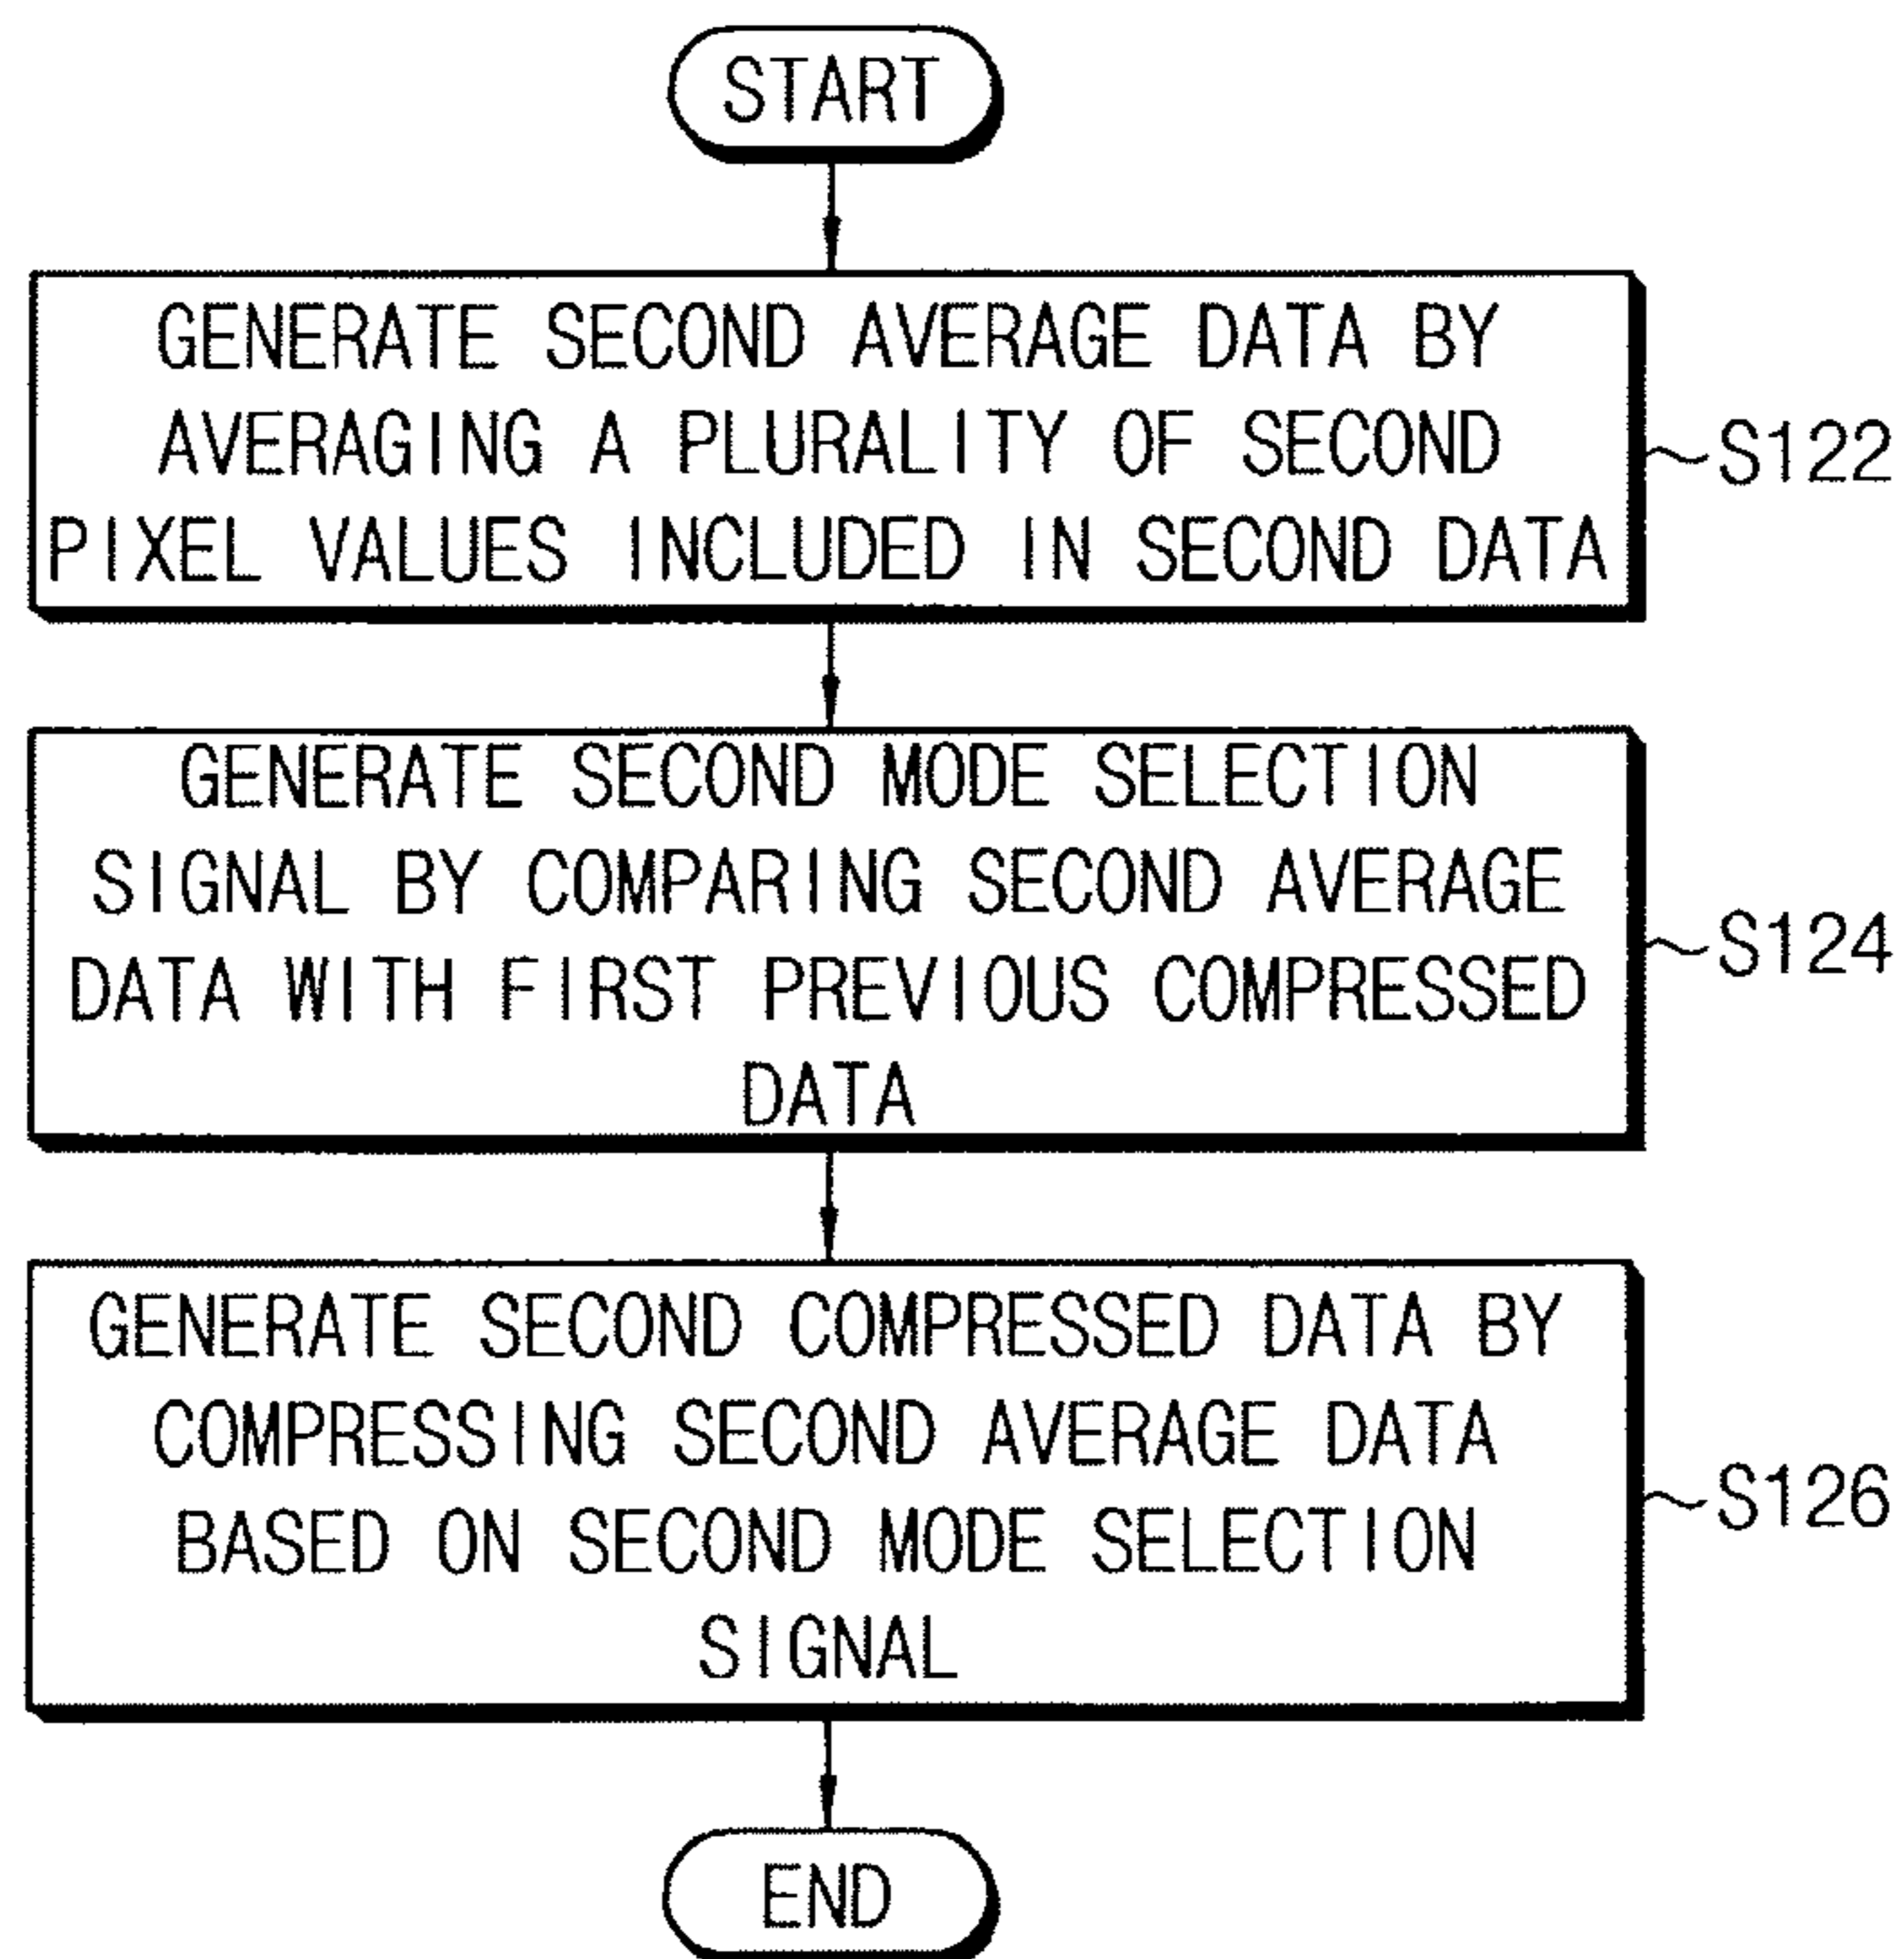 START
GENERATE SECOND AVERAGE DATA BY
AVERAGING A PLURALITY OF SECOND
PIXEL VALUES INCLUDED IN SECOND DATA
S122
GENERATE SECOND MODE SELECTION
SIGNAL BY COMPARING SECOND AVERAGE
DATA WITH FIRST PREVIOUS COMPRESSED
DATA
S124
GENERATE SECOND COMPRESSED DATA BY
COMPRESSING SECOND AVERAGE DATA
BASED ON SECOND MODE SELECTION
SIGNAL
S126
END